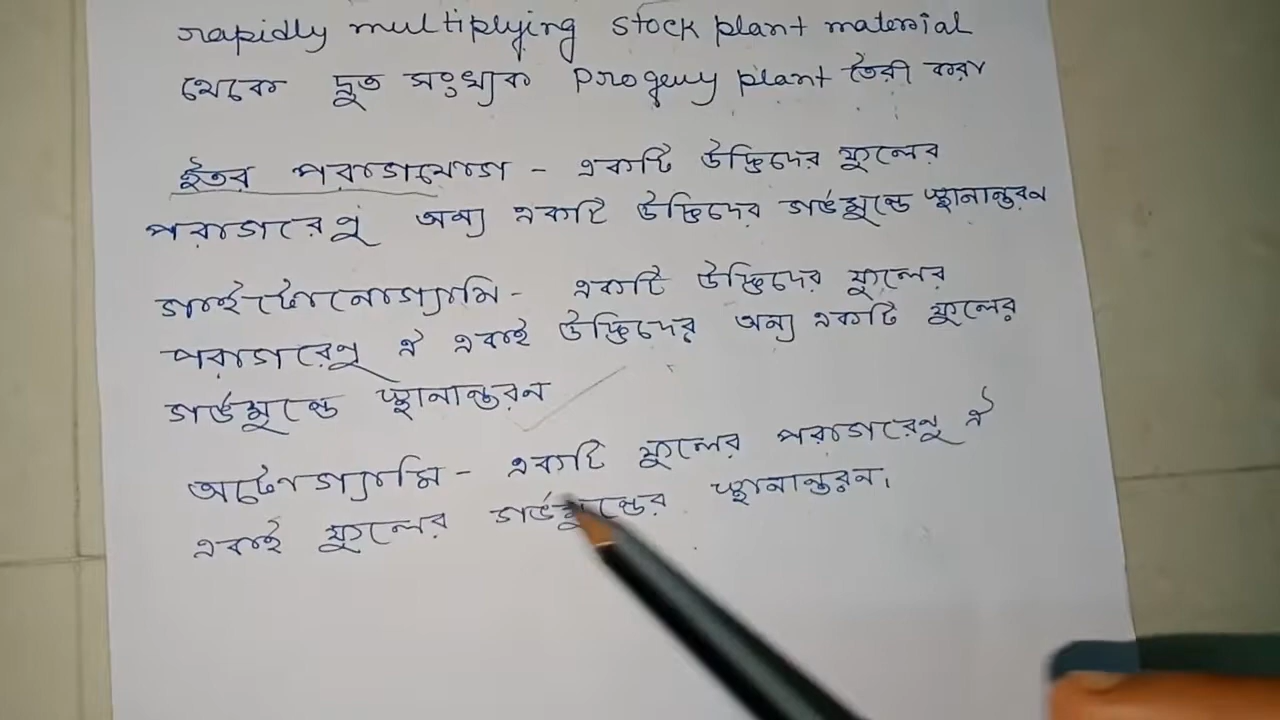 rapidly multiplying stock plant material
থেকে দ্রুত সংখ্যক progeny plant তৈরী করা
ইতর পরাগযোগ - একটি উদ্ভিদের ফুলের
পরাগরেণু অন্য একটি উদ্ভিদের গর্ভমুন্ডে স্থানান্তরন
গাইটোনোগ্যামি - একটি উদ্ভিদের ফুলের
পরাগরেণু ঐ একই উদ্ভিদের অন্য একটি ফুলের
গর্ভমুন্ডে স্থানান্তরন
অটোগ্যামি - একটি ফুলের পরাগরেণু ঐ
একই ফুলের গর্ভমুন্ডের স্থানান্তরন।